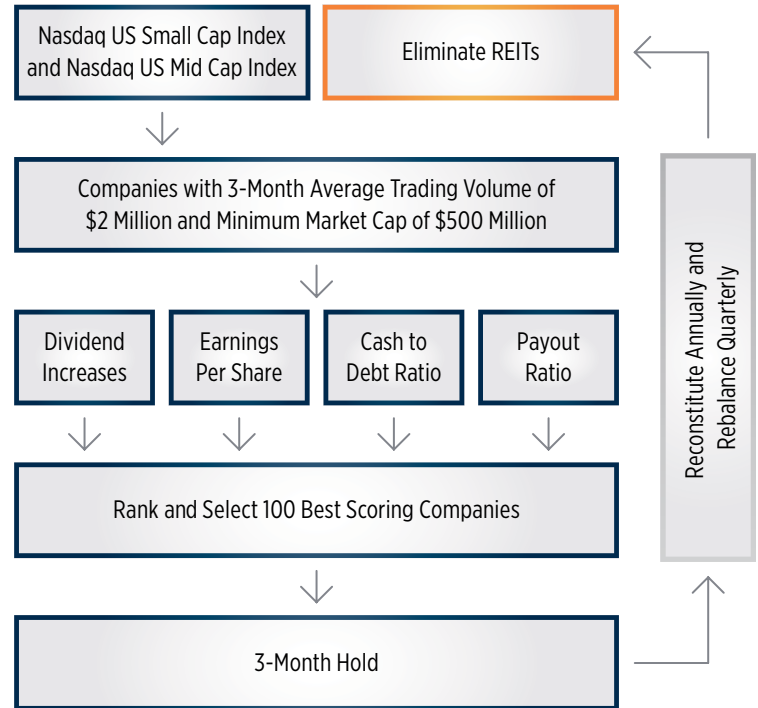 Nasdaq US Small Cap Index
and Nasdaq US Mid Cap Index
Eliminate REITs
Companies with 3-Month Average Trading Volume of
$2 Million and Minimum Market Cap of $500 Million
Dividend
Increases
Earnings
Per Share
Cash to
Debt Ratio
Payout
Ratio
Rank and Select 100 Best Scoring Companies
3-Month Hold
Reconstitute Annually and
Rebalance Quarterly